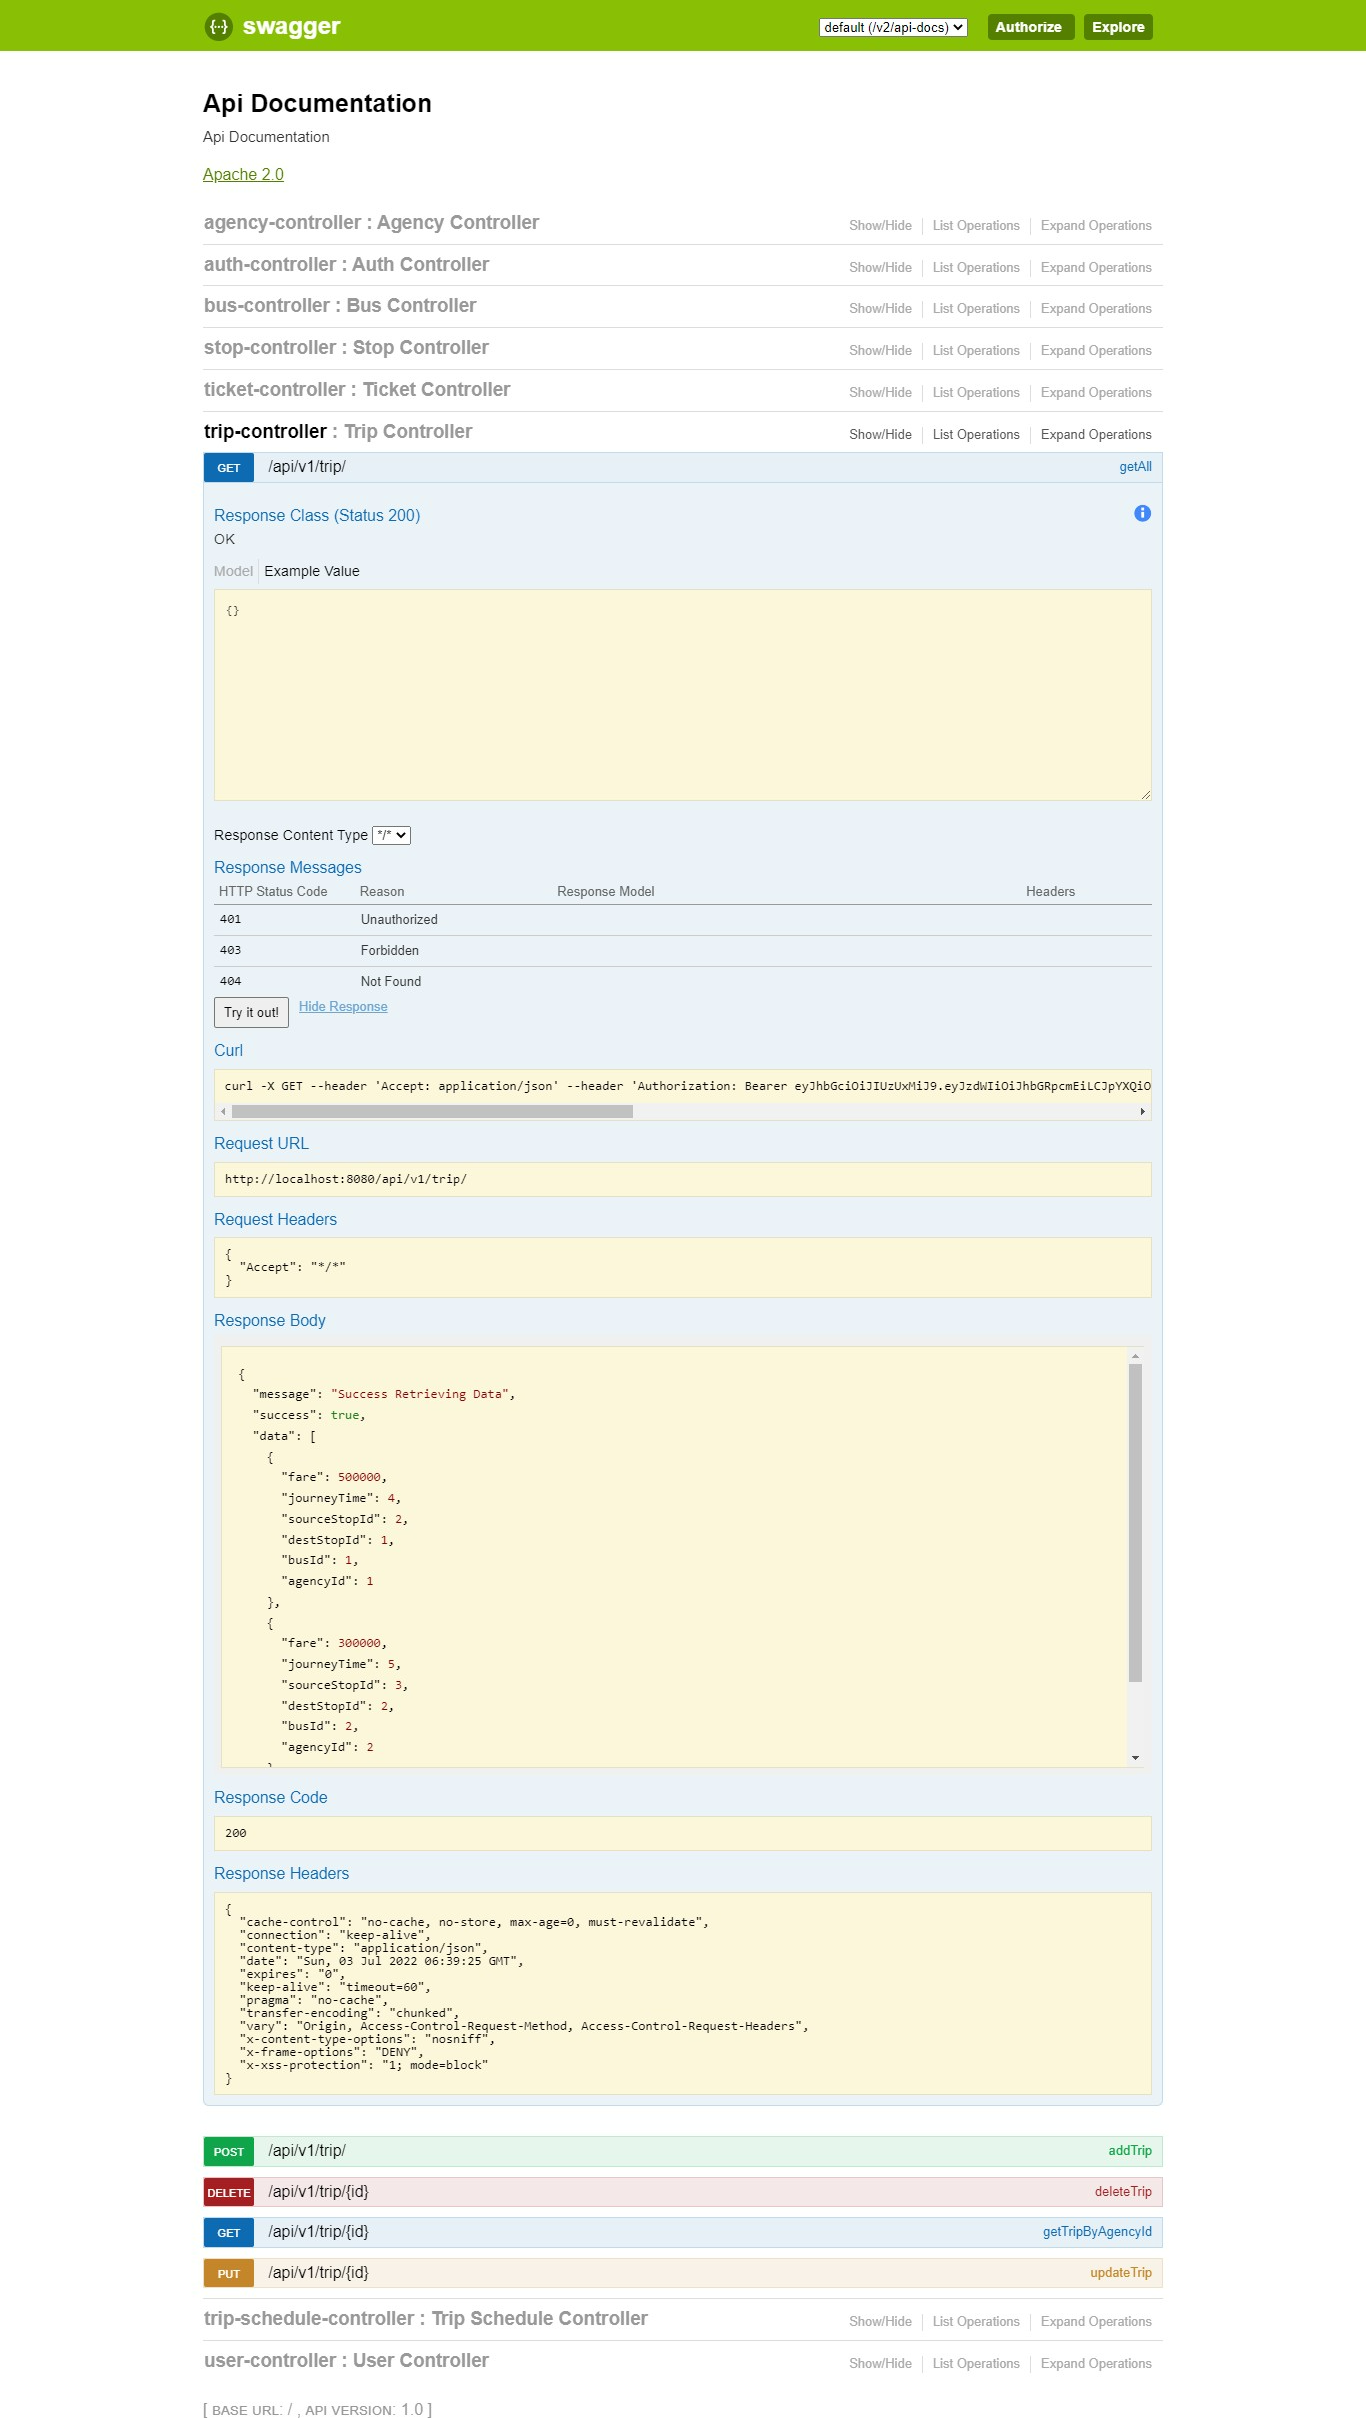 swagger
default (/v2/api-docs) Authorize Explore
Api Documentation
Api Documentation
Apache 2.0
agency-controller : Agency Controller Show/Hide List Operations Expand Operations
auth-controller : Auth Controller Show/Hide List Operations Expand Operations
bus-controller : Bus Controller Show/Hide List Operations Expand Operations
stop-controller : Stop Controller Show/Hide List Operations Expand Operations
ticket-controller : Ticket Controller Show/Hide List Operations Expand Operations
trip-controller : Trip Controller Show/Hide List Operations Expand Operations
GET /api/v1/trip/ getAll
Response Class (Status 200)
OK
Model Example Value
{}
Response Content Type */*
Response Messages
HTTP Status Code Reason Response Model Headers
401 Unauthorized
403 Forbidden
404 Not Found
Try it out! Hide Response
Curl
curl -X GET --header 'Accept: application/json' --header 'Authorization: Bearer eyJhbGciOiJIUzUxMiJ9.eyJzdWIiOiJhbGRpcmEiLCJpYXQiO
Request URL
http://localhost:8080/api/v1/trip/
Request Headers
{
"Accept": "*/*"
}
Response Body
{
"message": "Success Retrieving Data",
"success": true,
"data": [
{
"fare": 500000,
"journeyTime": 4,
"sourceStopId": 2,
"destStopId": 1,
"busId": 1,
"agencyId": 1
},
{
"fare": 300000,
"journeyTime": 5,
"sourceStopId": 3,
"destStopId": 2,
"busId": 2,
"agencyId": 2
}
Response Code
200
Response Headers
{
"cache-control": "no-cache, no-store, max-age=0, must-revalidate",
"connection": "keep-alive",
"content-type": "application/json",
"date": "Sun, 03 Jul 2022 06:39:25 GMT",
"expires": "0",
"keep-alive": "timeout=60",
"pragma": "no-cache",
"transfer-encoding": "chunked",
"vary": "Origin, Access-Control-Request-Method, Access-Control-Request-Headers",
"x-content-type-options": "nosniff",
"x-frame-options": "DENY",
"x-xss-protection": "1; mode=block"
}
POST /api/v1/trip/ addTrip
DELETE /api/v1/trip/{id} deleteTrip
GET /api/v1/trip/{id} getTripByAgencyId
PUT /api/v1/trip/{id} updateTrip
trip-schedule-controller : Trip Schedule Controller Show/Hide List Operations Expand Operations
user-controller : User Controller Show/Hide List Operations Expand Operations
[ BASE URL: / , API VERSION: 1.0 ]